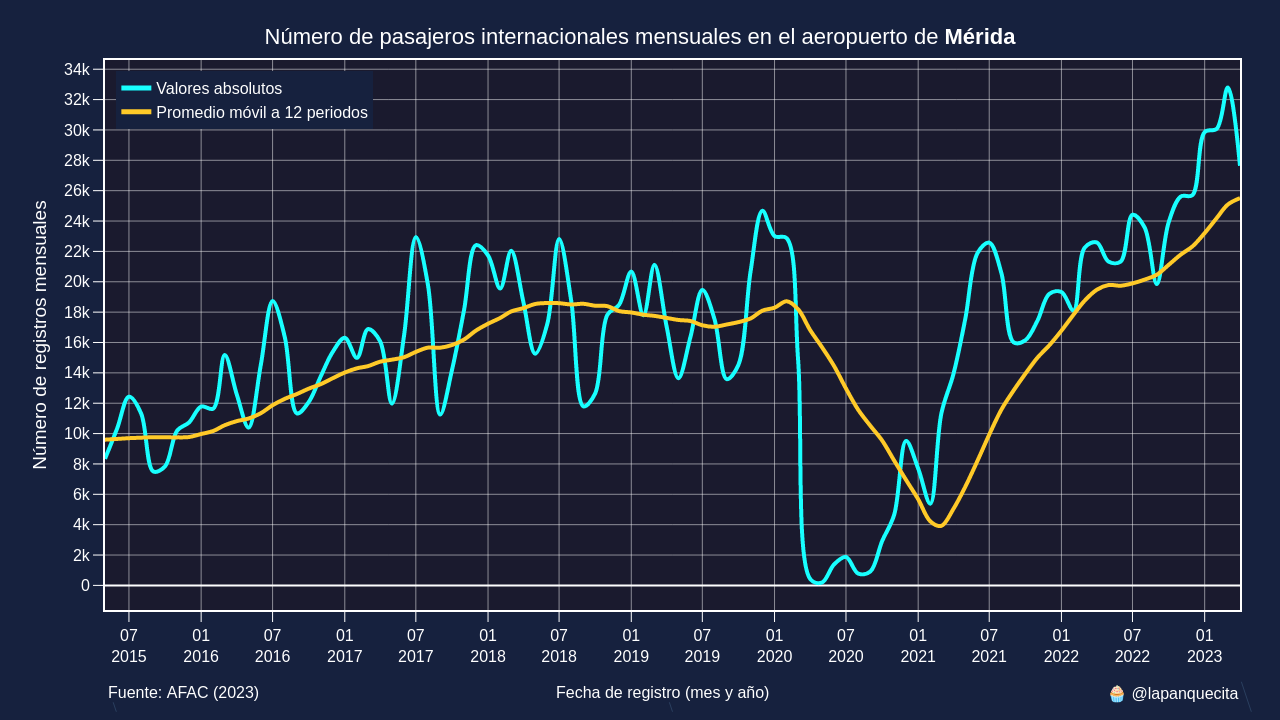 Número de pasajeros internacionales mensuales en el aeropuerto de Mérida
Valores absolutos
Promedio móvil a 12 periodos
Número de registros mensuales
34k
32k
30k
28k
26k
24k
22k
20k
18k
16k
14k
12k
10k
8k
6k
4k
2k
0
07 01 07 01 07 01 07 01 07 01 07 01 07 01 07 01
2015 2016 2016 2017 2017 2018 2018 2019 2019 2020 2020 2021 2021 2022 2022 2023
Fuente: AFAC (2023) Fecha de registro (mes y año) 🧁 @lapanquecita